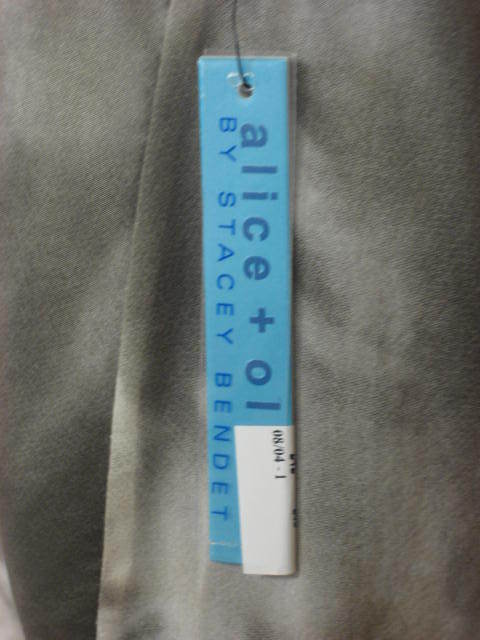 alice + ol
BY STACEY BENDET
08/04 - 1